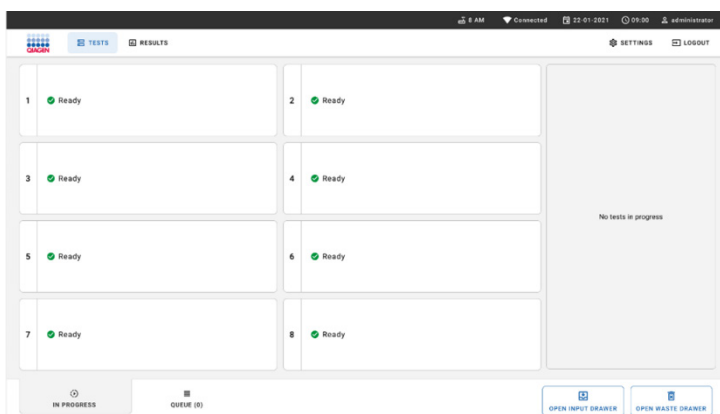 6 AM Connected 22-01-2021 09:00 administrator
QIAGEN TESTS RESULTS SETTINGS LOGOUT
1 Ready
2 Ready
3 Ready
4 Ready
No tests in progress
5 Ready
6 Ready
7 Ready
8 Ready
IN PROGRESS QUEUE (0) OPEN INPUT DRAWER OPEN WASTE DRAWER